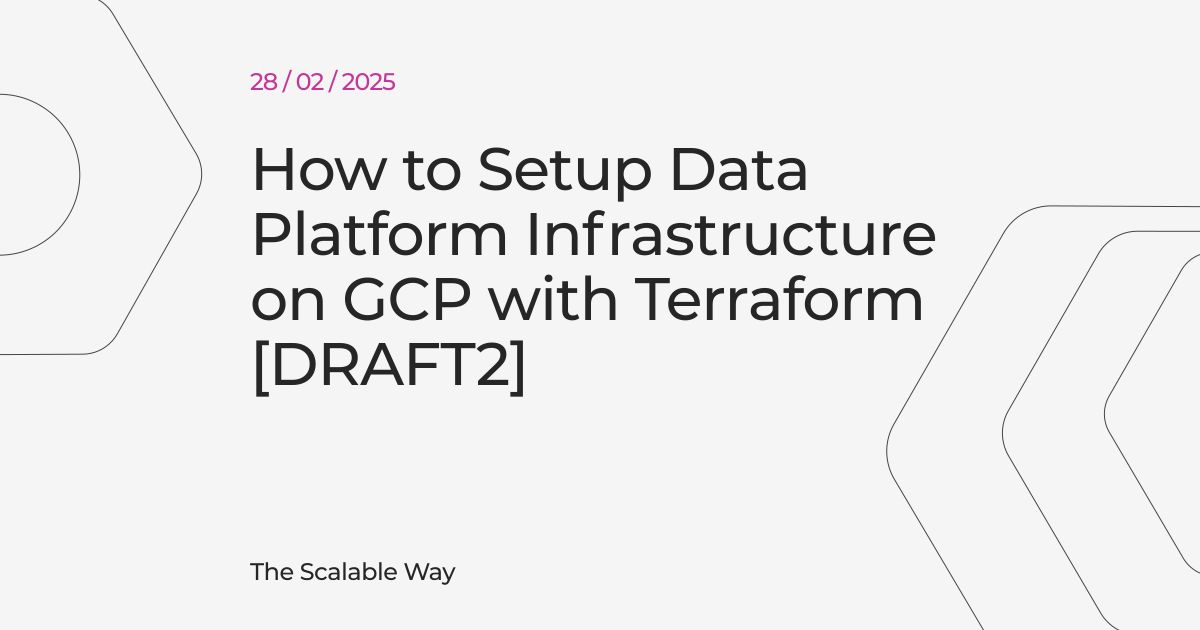 28 / 02 / 2025
How to Setup Data
Platform Infrastructure
on GCP with Terraform
[DRAFT2]
The Scalable Way